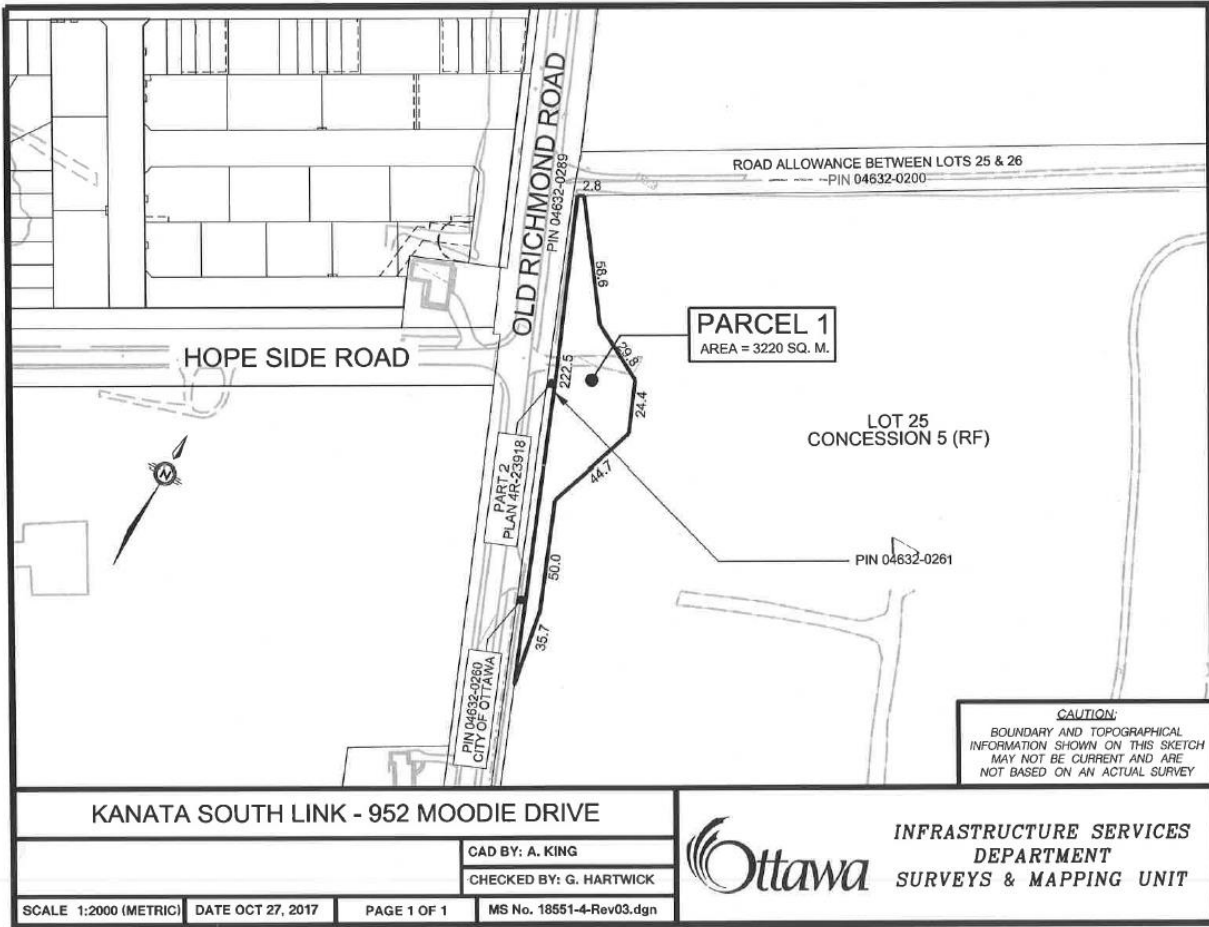 OLD RICHMOND ROAD
PIN 04632-0289
ROAD ALLOWANCE BETWEEN LOTS 25 & 26
PIN 04632-0200
2.8
58.6
HOPE SIDE ROAD
222.5
29.8
PARCEL 1
AREA = 3220 SQ. M.
24.4
LOT 25
CONCESSION 5 (RF)
N
PART 2
PLAN 4R-23918
44.7
PIN 04632-0261
50.0
35.7
PIN 04632-0260
CITY OF OTTAWA
CAUTION:
BOUNDARY AND TOPOGRAPHICAL
INFORMATION SHOWN ON THIS SKETCH
MAY NOT BE CURRENT AND ARE
NOT BASED ON AN ACTUAL SURVEY
KANATA SOUTH LINK - 952 MOODIE DRIVE
CAD BY: A. KING
CHECKED BY: G. HARTWICK
SCALE 1:2000 (METRIC)
DATE OCT 27, 2017
PAGE 1 OF 1
MS No. 18551-4-Rev03.dgn
Ottawa
INFRASTRUCTURE SERVICES
DEPARTMENT
SURVEYS & MAPPING UNIT